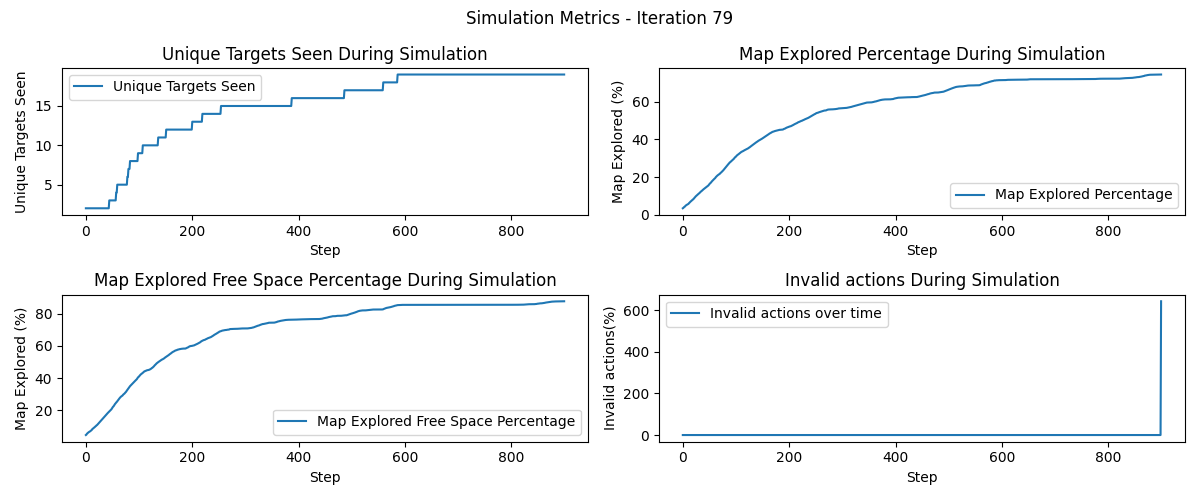 Simulation Metrics - Iteration 79
Unique Targets Seen During Simulation
Unique Targets Seen
15
10
5
Unique Targets Seen
0
200
400
600
800
Step
Map Explored Percentage During Simulation
Map Explored (%)
60
40
20
0
Map Explored Percentage
0
200
400
600
800
Step
Map Explored Free Space Percentage During Simulation
Map Explored (%)
80
60
40
20
Map Explored Free Space Percentage
0
200
400
600
800
Step
Invalid actions During Simulation
Invalid actions(%)
600
400
200
0
Invalid actions over time
0
200
400
600
800
Step